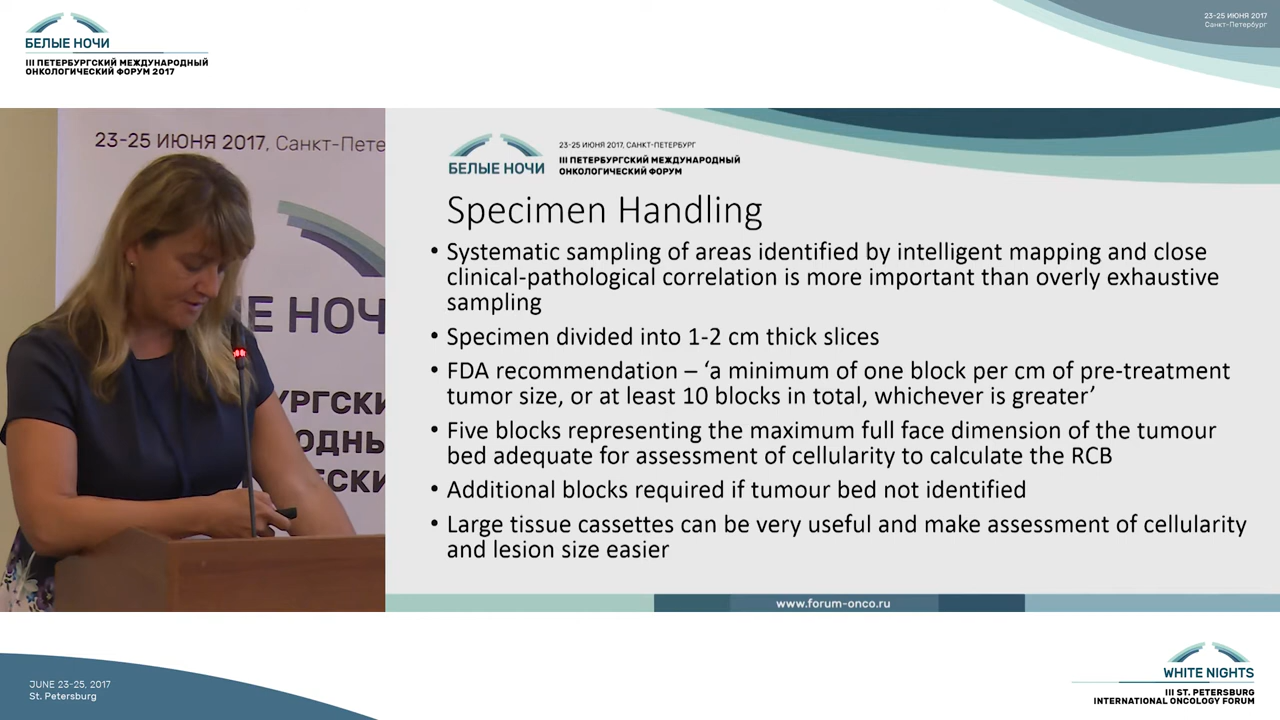 БЕЛЫЕ НОЧИ
III ПЕТЕРБУРГСКИЙ МЕЖДУНАРОДНЫЙ
ОНКОЛОГИЧЕСКИЙ ФОРУМ 2017
23-25 ИЮНЯ 2017
Санкт-Петербург
23-25 ИЮНЯ 2017, Санкт-Пете
Е НОЧ
УРГСКИ
ОДНЫ
ЕСКИ
БЕЛЫЕ НОЧИ
23-25 ИЮНЯ 2017, САНКТ-ПЕТЕРБУРГ
III ПЕТЕРБУРГСКИЙ МЕЖДУНАРОДНЫЙ
ОНКОЛОГИЧЕСКИЙ ФОРУМ
Specimen Handling
• Systematic sampling of areas identified by intelligent mapping and close
clinical-pathological correlation is more important than overly exhaustive
sampling
• Specimen divided into 1-2 cm thick slices
• FDA recommendation – ‘a minimum of one block per cm of pre-treatment
tumor size, or at least 10 blocks in total, whichever is greater’
• Five blocks representing the maximum full face dimension of the tumour
bed adequate for assessment of cellularity to calculate the RCB
• Additional blocks required if tumour bed not identified
• Large tissue cassettes can be very useful and make assessment of cellularity
and lesion size easier
www.forum-onco.ru
JUNE 23-25, 2017
St. Petersburg
WHITE NIGHTS
III ST. PETERSBURG
INTERNATIONAL ONCOLOGY FORUM